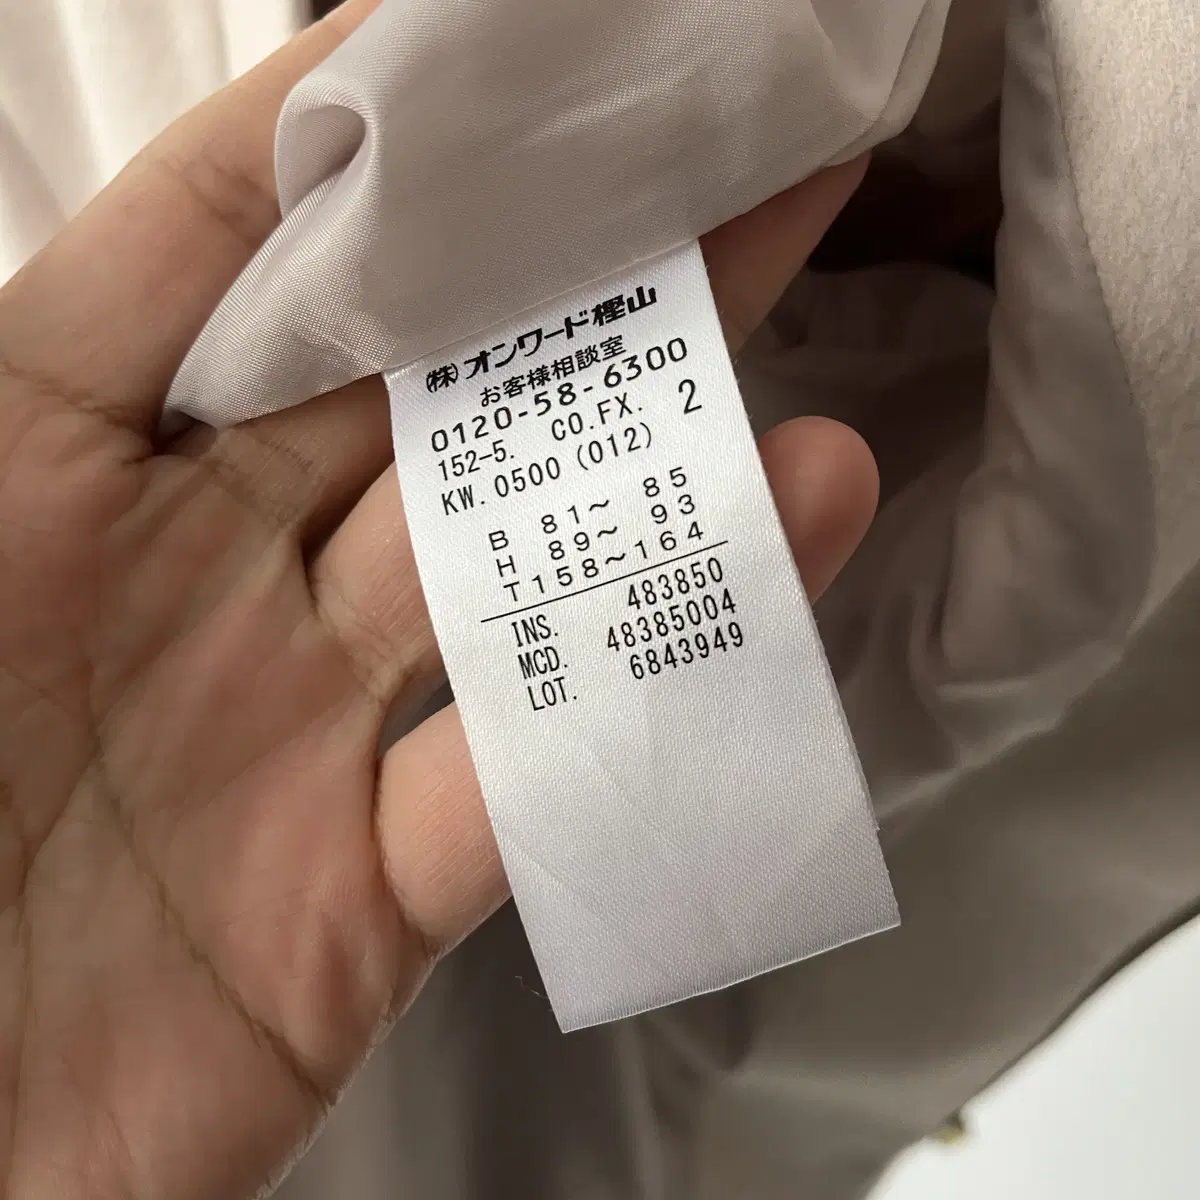 ㈱オンワード樫山
お客様相談室
0120-58-6300
152-5. CO.FX. 2
KW. 0500 (012)
B 81～ 85
H 89～ 93
T158～164
INS. 483850
MCD. 48385004
LOT. 6843949